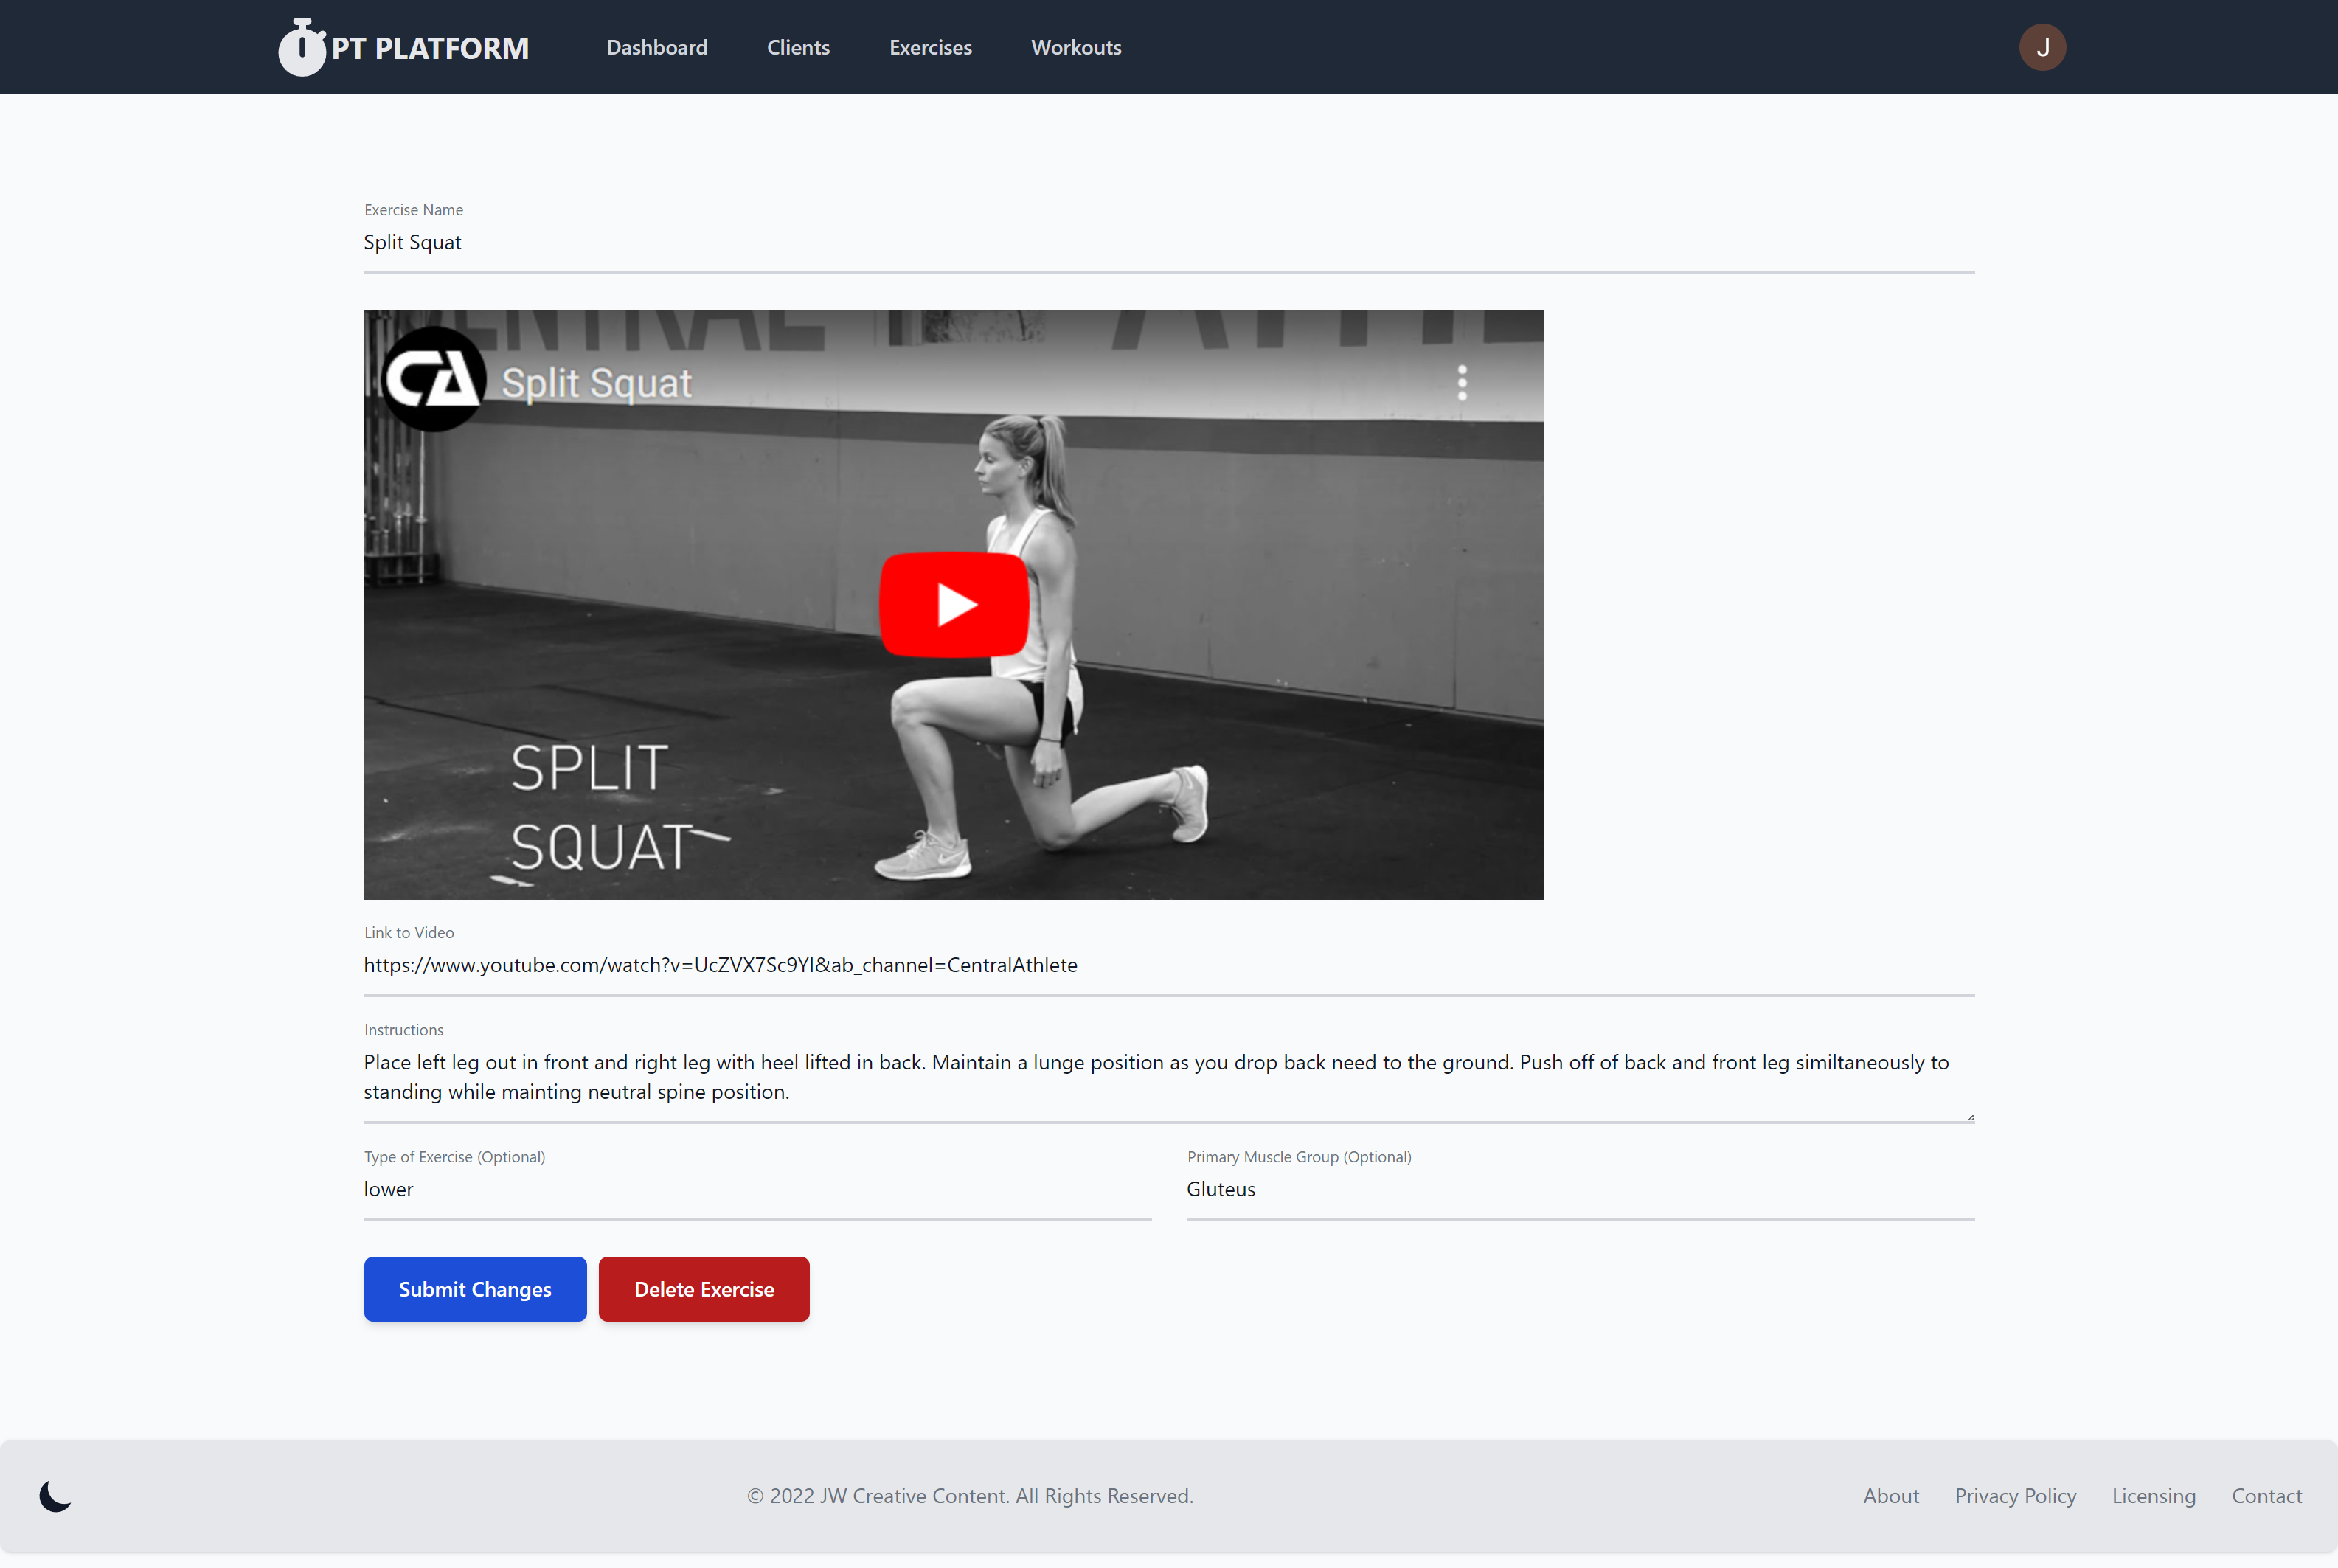 PT PLATFORM
Dashboard
Clients
Exercises
Workouts
J
Exercise Name
Split Squat
CA
Split Squat
SPLIT
SQUAT
Link to Video
https://www.youtube.com/watch?v=UcZVX7Sc9YI&ab_channel=CentralAthlete
Instructions
Place left leg out in front and right leg with heel lifted in back. Maintain a lunge position as you drop back need to the ground. Push off of back and front leg similtaneously to
standing while mainting neutral spine position.
Type of Exercise (Optional)
lower
Primary Muscle Group (Optional)
Gluteus
Submit Changes
Delete Exercise
© 2022 JW Creative Content. All Rights Reserved.
About
Privacy Policy
Licensing
Contact